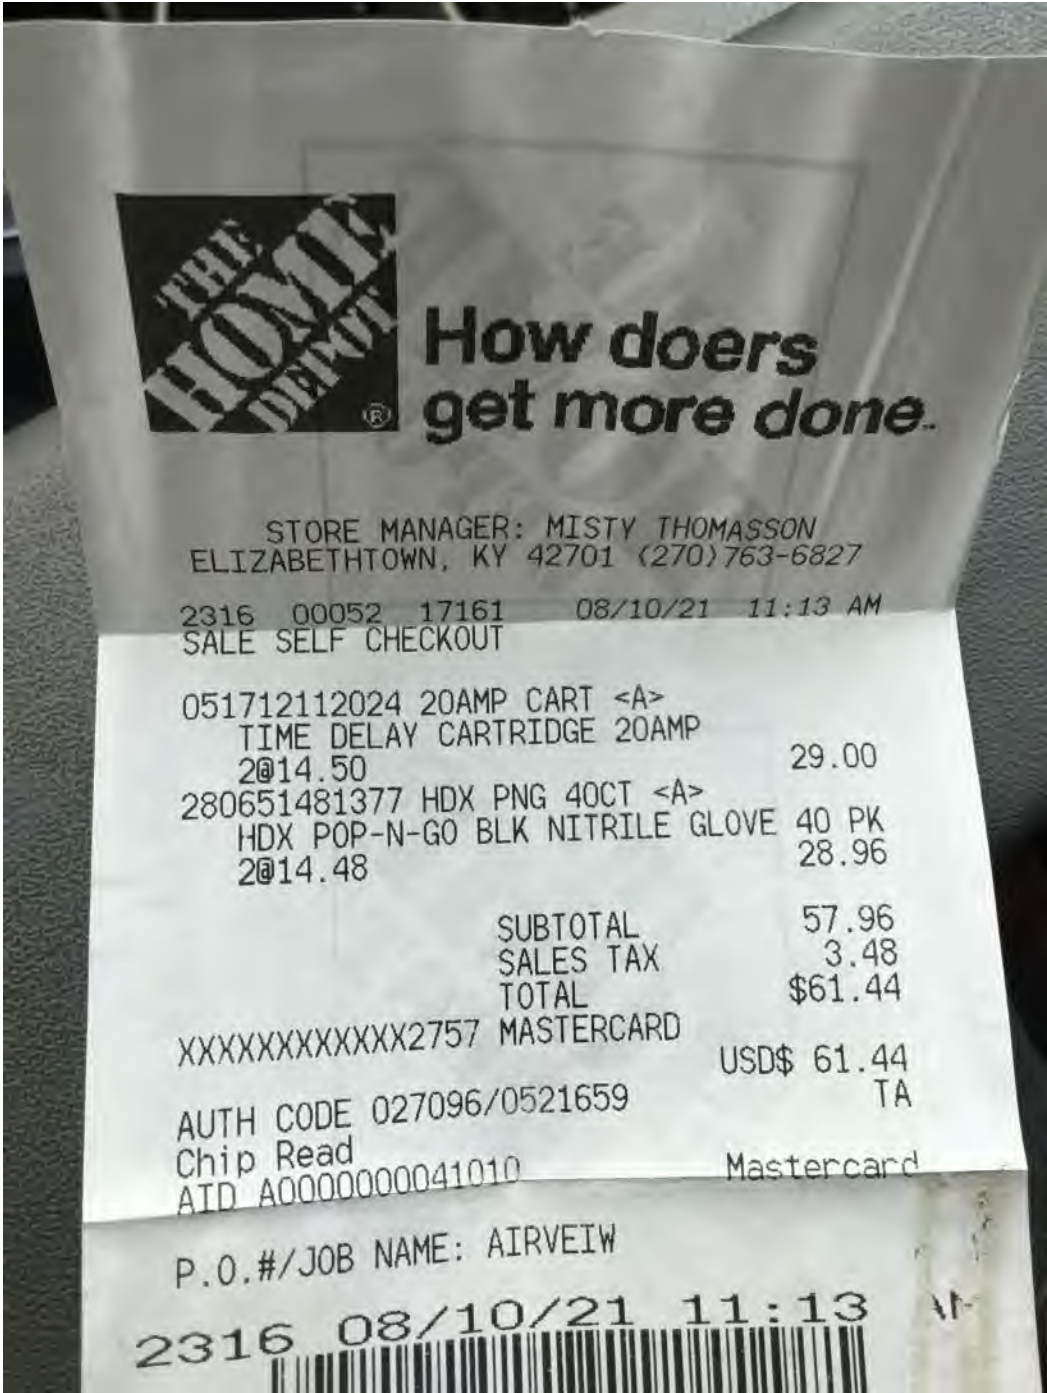 THE
HOME
DEPOT
®
How doers
get more done™
STORE MANAGER: MISTY THOMASSON
ELIZABETHTOWN, KY 42701 (270)763-6827
2316 00052 17161 08/10/21 11:13 AM
SALE SELF CHECKOUT
051712112024 20AMP CART <A>
TIME DELAY CARTRIDGE 20AMP
2@14.50 29.00
280651481377 HDX PNG 40CT <A>
HDX POP-N-GO BLK NITRILE GLOVE 40 PK
2@14.48 28.96
SUBTOTAL 57.96
SALES TAX 3.48
TOTAL $61.44
XXXXXXXXXXXX2757 MASTERCARD
USD$ 61.44
AUTH CODE 027096/0521659 TA
Chip Read
AID A0000000041010 Mastercard
P.O.#/JOB NAME: AIRVEIW
2316 08/10/21 11:13